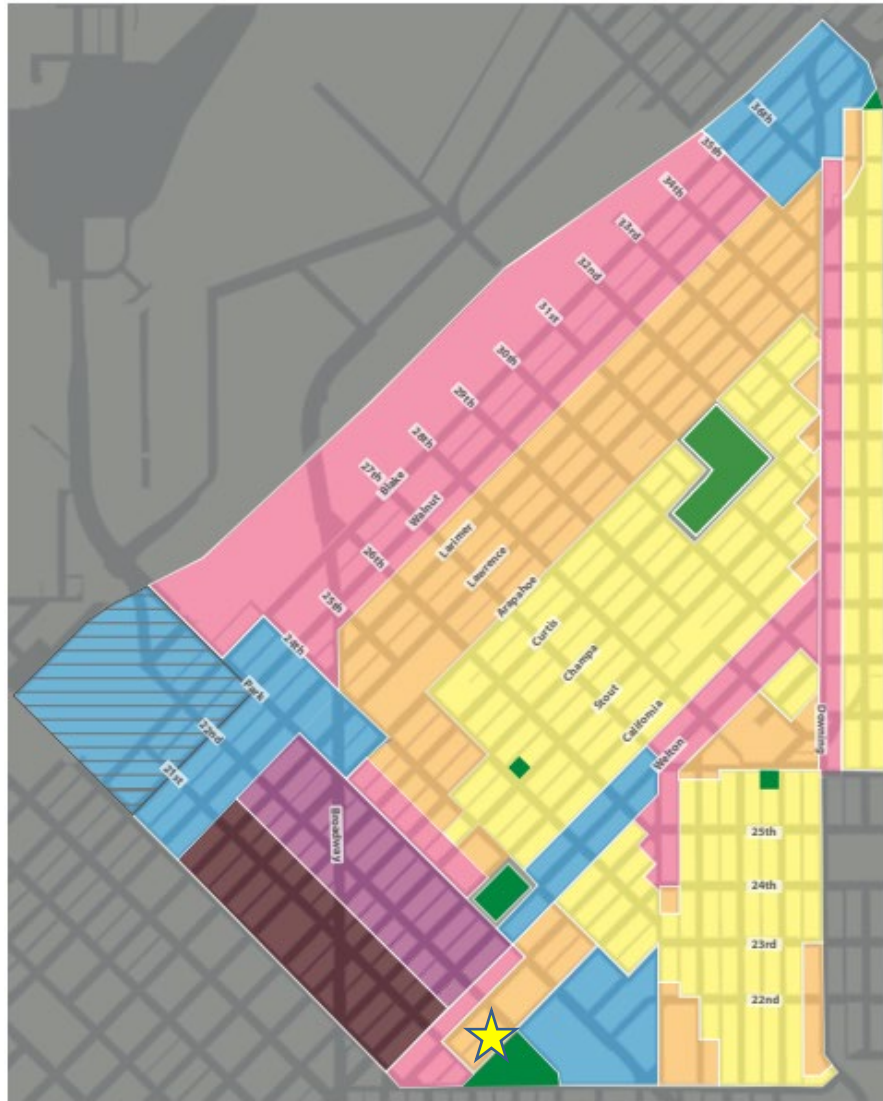 36th
35th
34th
33rd
32nd
31st
30th
29th
28th
27th
Blake
Walnut
26th
Larimer
Lawrence
25th
Arapahoe
Curtis
24th
Champa
Park
Stout
California
22nd
Welton
Downing
21st
Broadway
25th
24th
23rd
22nd